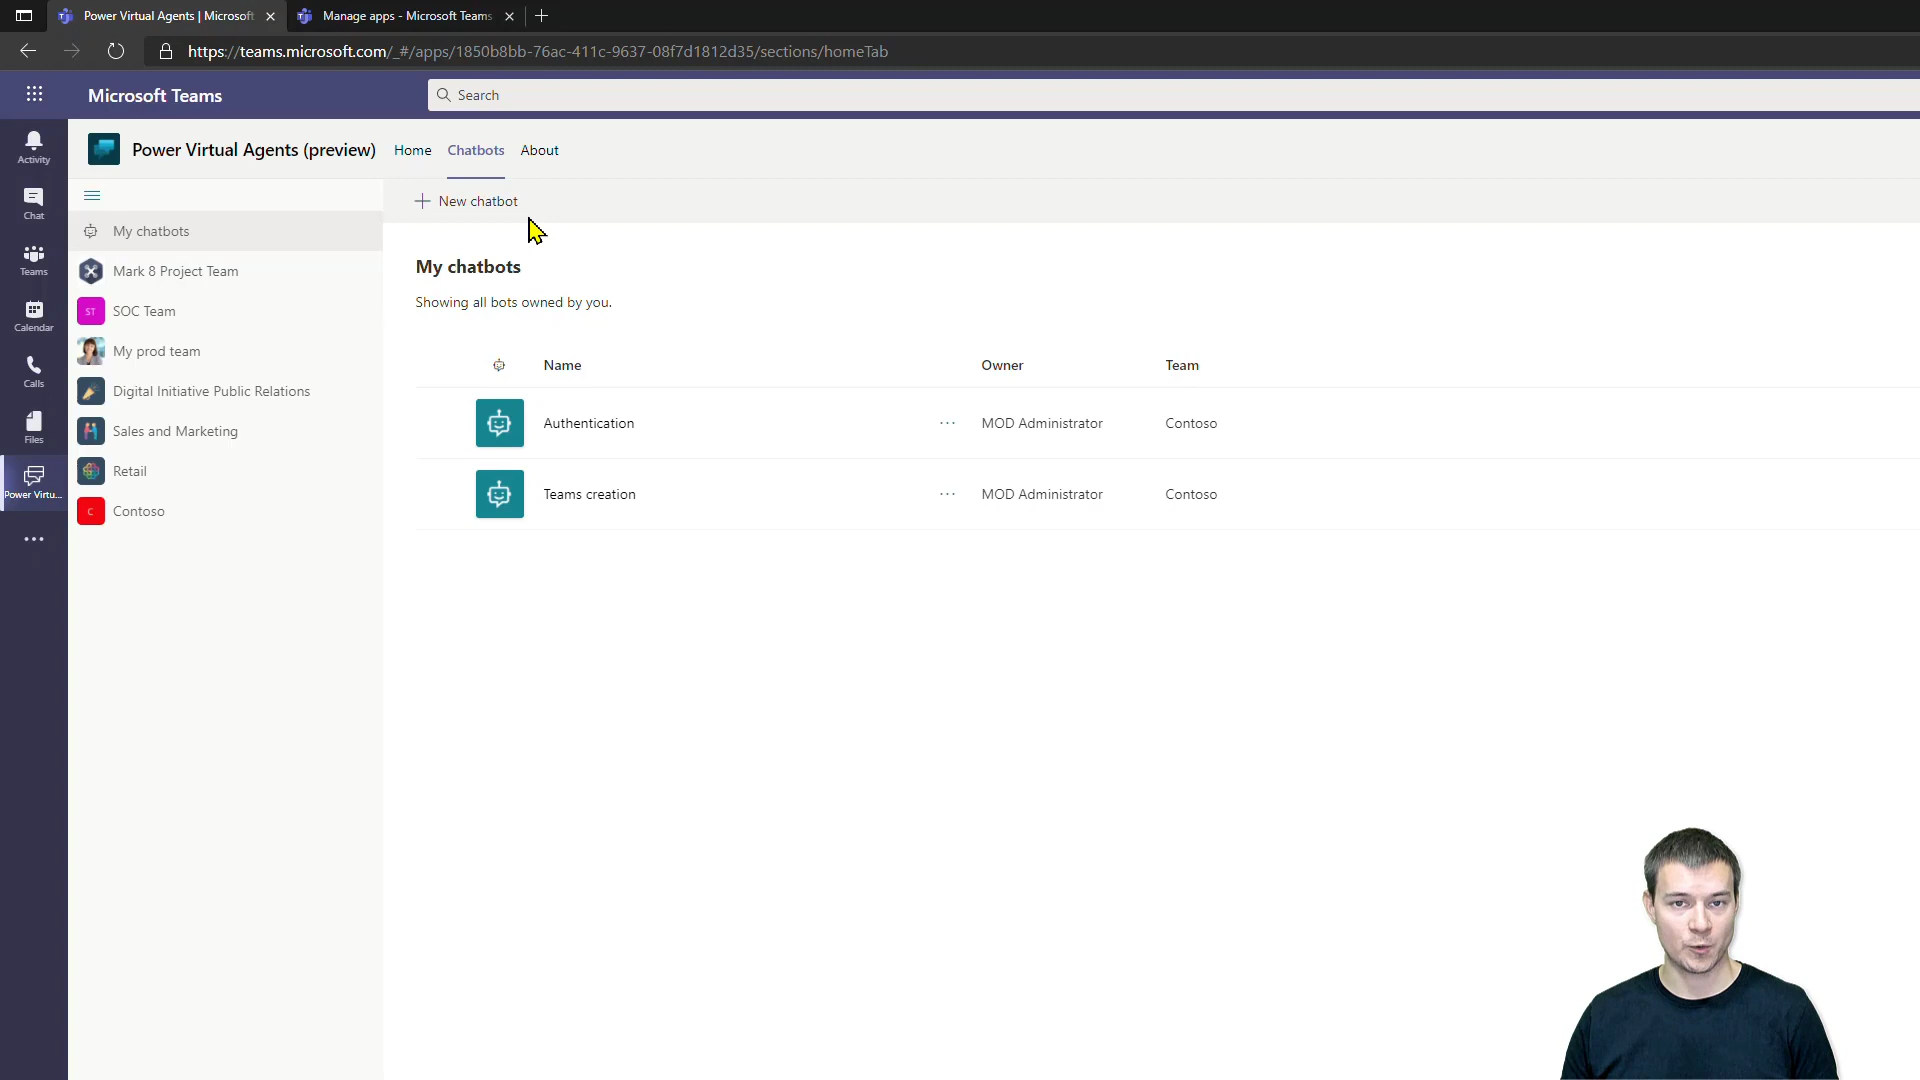 Power Virtual Agents | Microsoft
Manage apps - Microsoft Teams
https://teams.microsoft.com/_#/apps/1850b8bb-76ac-411c-9637-08f7d1812d35/sections/homeTab
Microsoft Teams
Search
Activity
Chat
Teams
Calendar
Calls
Files
Power Virtu...
Power Virtual Agents (preview)
Home
Chatbots
About
My chatbots
Mark 8 Project Team
ST
SOC Team
My prod team
Digital Initiative Public Relations
Sales and Marketing
Retail
C
Contoso
New chatbot
My chatbots
Showing all bots owned by you.
Name Owner Team
Authentication ... MOD Administrator Contoso
Teams creation ... MOD Administrator Contoso